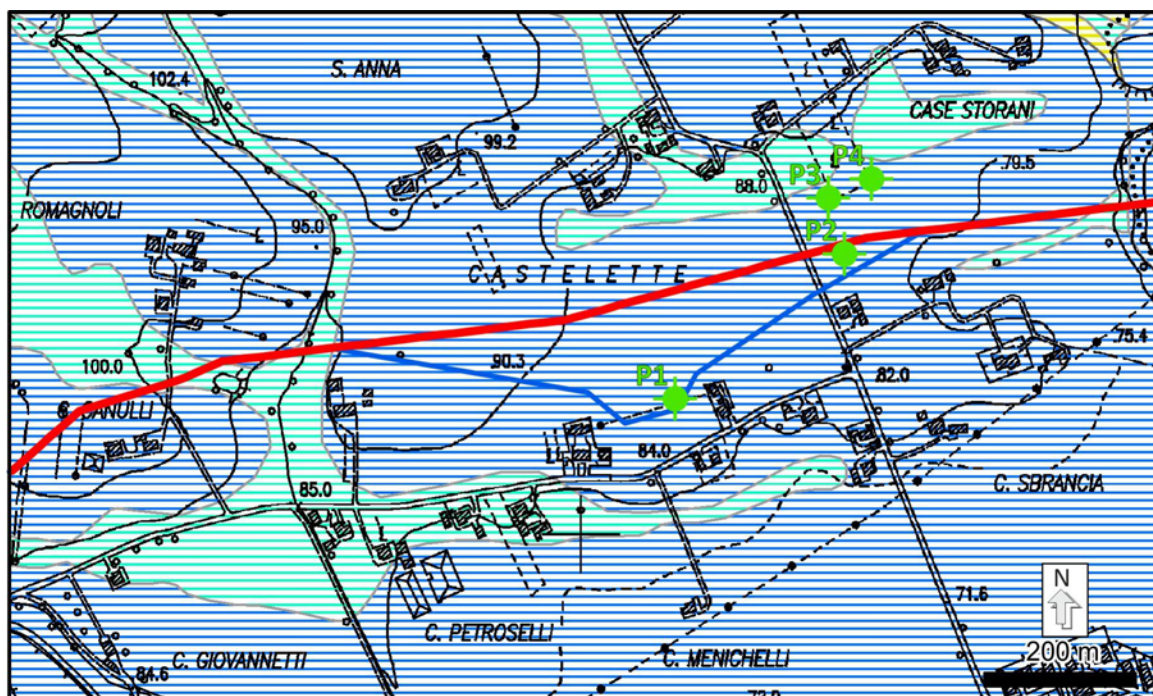 102.4
S. ANNA
99.2
CASE STORANI
P4
.79.5
P3
88.0
ROMAGNOLI
95.0
P2
CASTELETTE
75.4
100.0
90.3
P1
.82.0
84.0
85.0
C. SBRANCIA
N
71.6
200 m
C. PETROSELLI
C. GIOVANNETTI
C. MENICHELLI
84.6